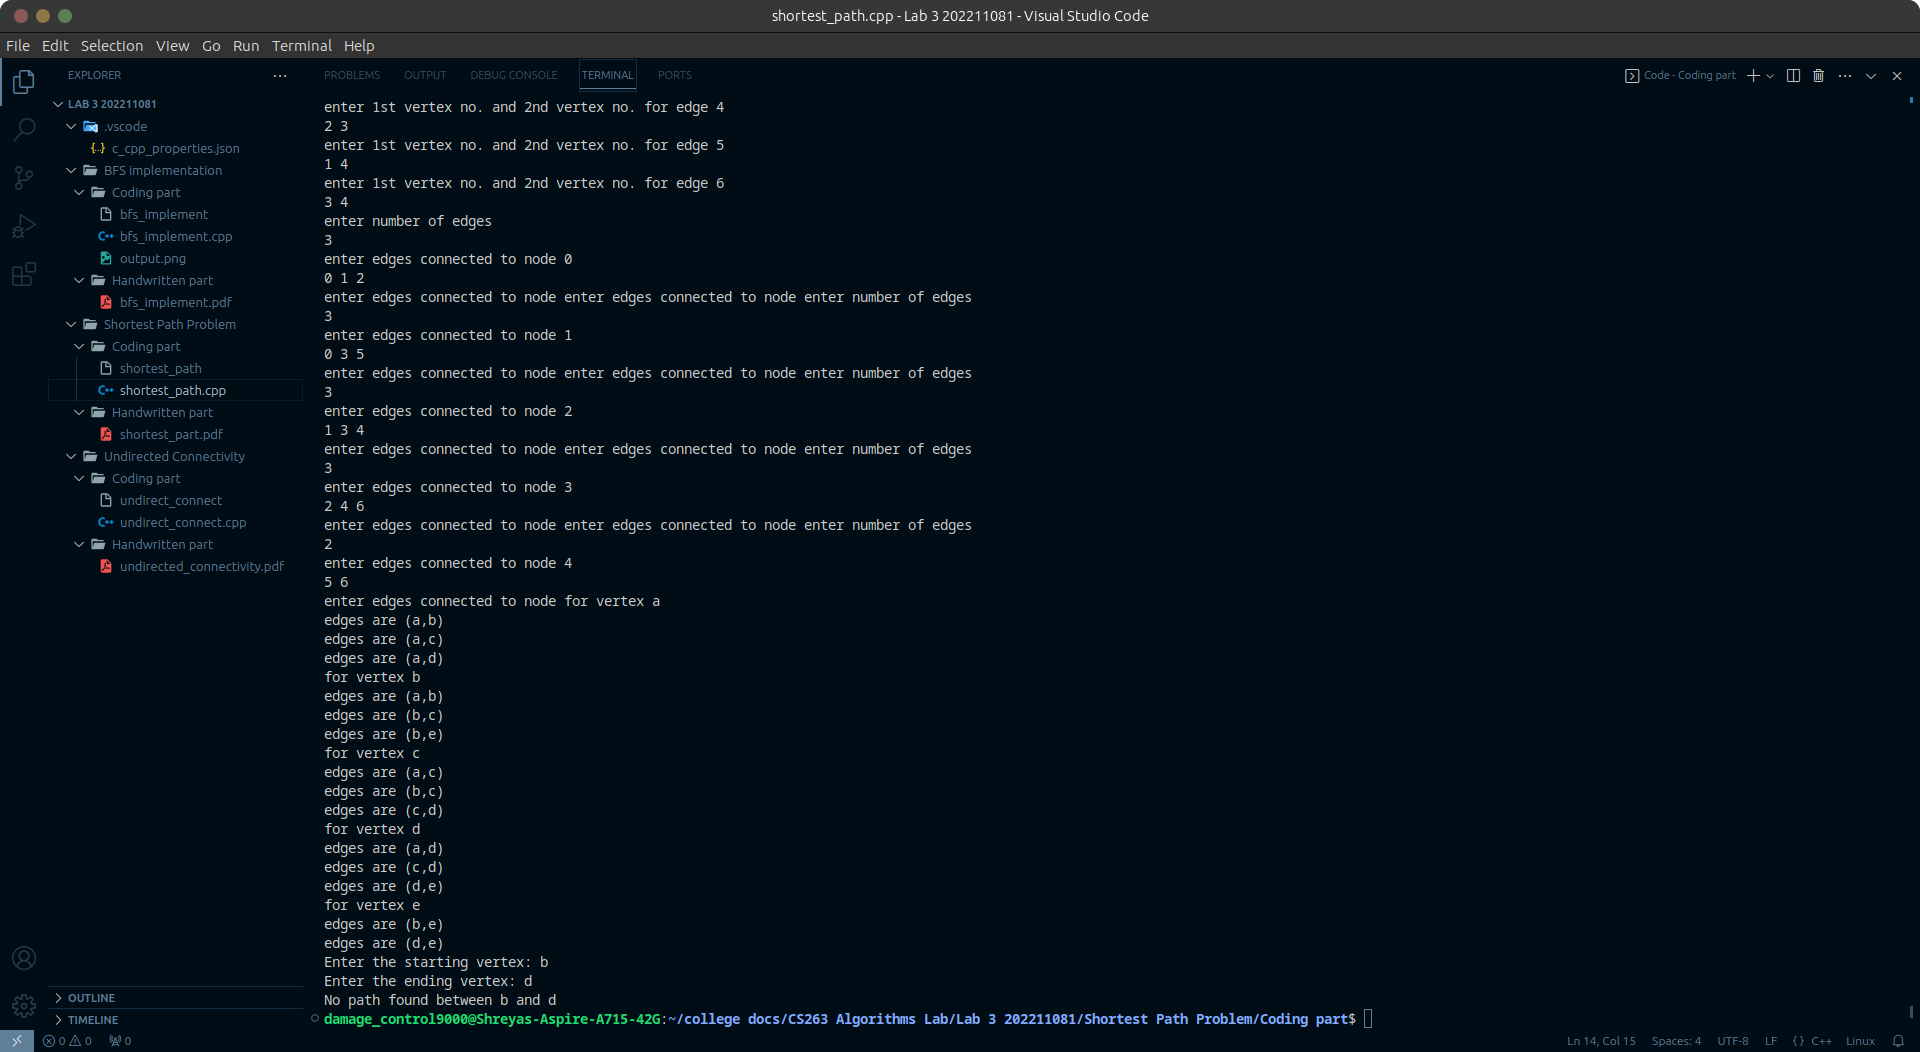 shortest_path.cpp - Lab 3 202211081 - Visual Studio Code
File Edit Selection View Go Run Terminal Help
EXPLORER
LAB 3 202211081
.vscode
c_cpp_properties.json
BFS implementation
Coding part
bfs_implement
bfs_implement.cpp
output.png
Handwritten part
bfs_implement.pdf
Shortest Path Problem
Coding part
shortest_path
shortest_path.cpp
Handwritten part
shortest_part.pdf
Undirected Connectivity
Coding part
undirect_connect
undirect_connect.cpp
Handwritten part
undirected_connectivity.pdf
OUTLINE
TIMELINE
PROBLEMS OUTPUT DEBUG CONSOLE TERMINAL PORTS
Code - Coding part
enter 1st vertex no. and 2nd vertex no. for edge 4
2 3
enter 1st vertex no. and 2nd vertex no. for edge 5
1 4
enter 1st vertex no. and 2nd vertex no. for edge 6
3 4
enter number of edges
3
enter edges connected to node 0
0 1 2
enter edges connected to node enter edges connected to node enter number of edges
3
enter edges connected to node 1
0 3 5
enter edges connected to node enter edges connected to node enter number of edges
3
enter edges connected to node 2
1 3 4
enter edges connected to node enter edges connected to node enter number of edges
3
enter edges connected to node 3
2 4 6
enter edges connected to node enter edges connected to node enter number of edges
2
enter edges connected to node 4
5 6
enter edges connected to node for vertex a
edges are (a,b)
edges are (a,c)
edges are (a,d)
for vertex b
edges are (a,b)
edges are (b,c)
edges are (b,e)
for vertex c
edges are (a,c)
edges are (b,c)
edges are (c,d)
for vertex d
edges are (a,d)
edges are (c,d)
edges are (d,e)
for vertex e
edges are (b,e)
edges are (d,e)
Enter the starting vertex: b
Enter the ending vertex: d
No path found between b and d
damage_control9000@Shreyas-Aspire-A715-42G:~/college docs/CS263 Algorithms Lab/Lab 3 202211081/Shortest Path Problem/Coding part$
0 0 0
Ln 14, Col 15 Spaces: 4 UTF-8 LF {} C++ Linux